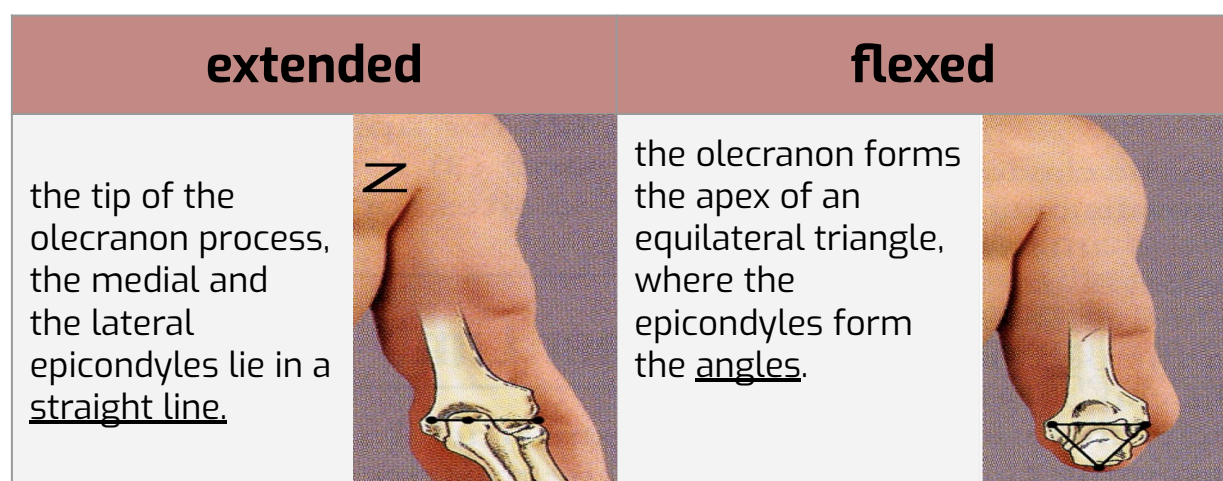 extended
flexed
the tip of the
olecranon process,
the medial and
the lateral
epicondyles lie in a
straight line.
N
the olecranon forms
the apex of an
equilateral triangle,
where the
epicondyles form
the angles.